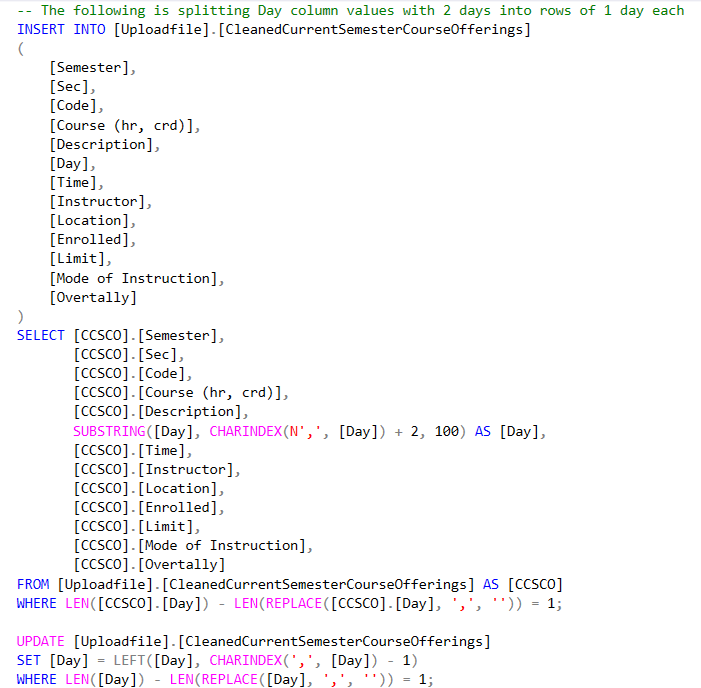 -- The following is splitting Day column values with 2 days into rows of 1 day each
INSERT INTO [Uploadfile].[CleanedCurrentSemesterCourseOfferings]
(
    [Semester],
    [Sec],
    [Code],
    [Course (hr, crd)],
    [Description],
    [Day],
    [Time],
    [Instructor],
    [Location],
    [Enrolled],
    [Limit],
    [Mode of Instruction],
    [Overtally]
)
SELECT [CCSCO].[Semester],
       [CCSCO].[Sec],
       [CCSCO].[Code],
       [CCSCO].[Course (hr, crd)],
       [CCSCO].[Description],
       SUBSTRING([Day], CHARINDEX(N',', [Day]) + 2, 100) AS [Day],
       [CCSCO].[Time],
       [CCSCO].[Instructor],
       [CCSCO].[Location],
       [CCSCO].[Enrolled],
       [CCSCO].[Limit],
       [CCSCO].[Mode of Instruction],
       [CCSCO].[Overtally]
FROM [Uploadfile].[CleanedCurrentSemesterCourseOfferings] AS [CCSCO]
WHERE LEN([CCSCO].[Day]) - LEN(REPLACE([CCSCO].[Day], ',', '')) = 1;

UPDATE [Uploadfile].[CleanedCurrentSemesterCourseOfferings]
SET [Day] = LEFT([Day], CHARINDEX(',', [Day]) - 1)
WHERE LEN([Day]) - LEN(REPLACE([Day], ',', '')) = 1;